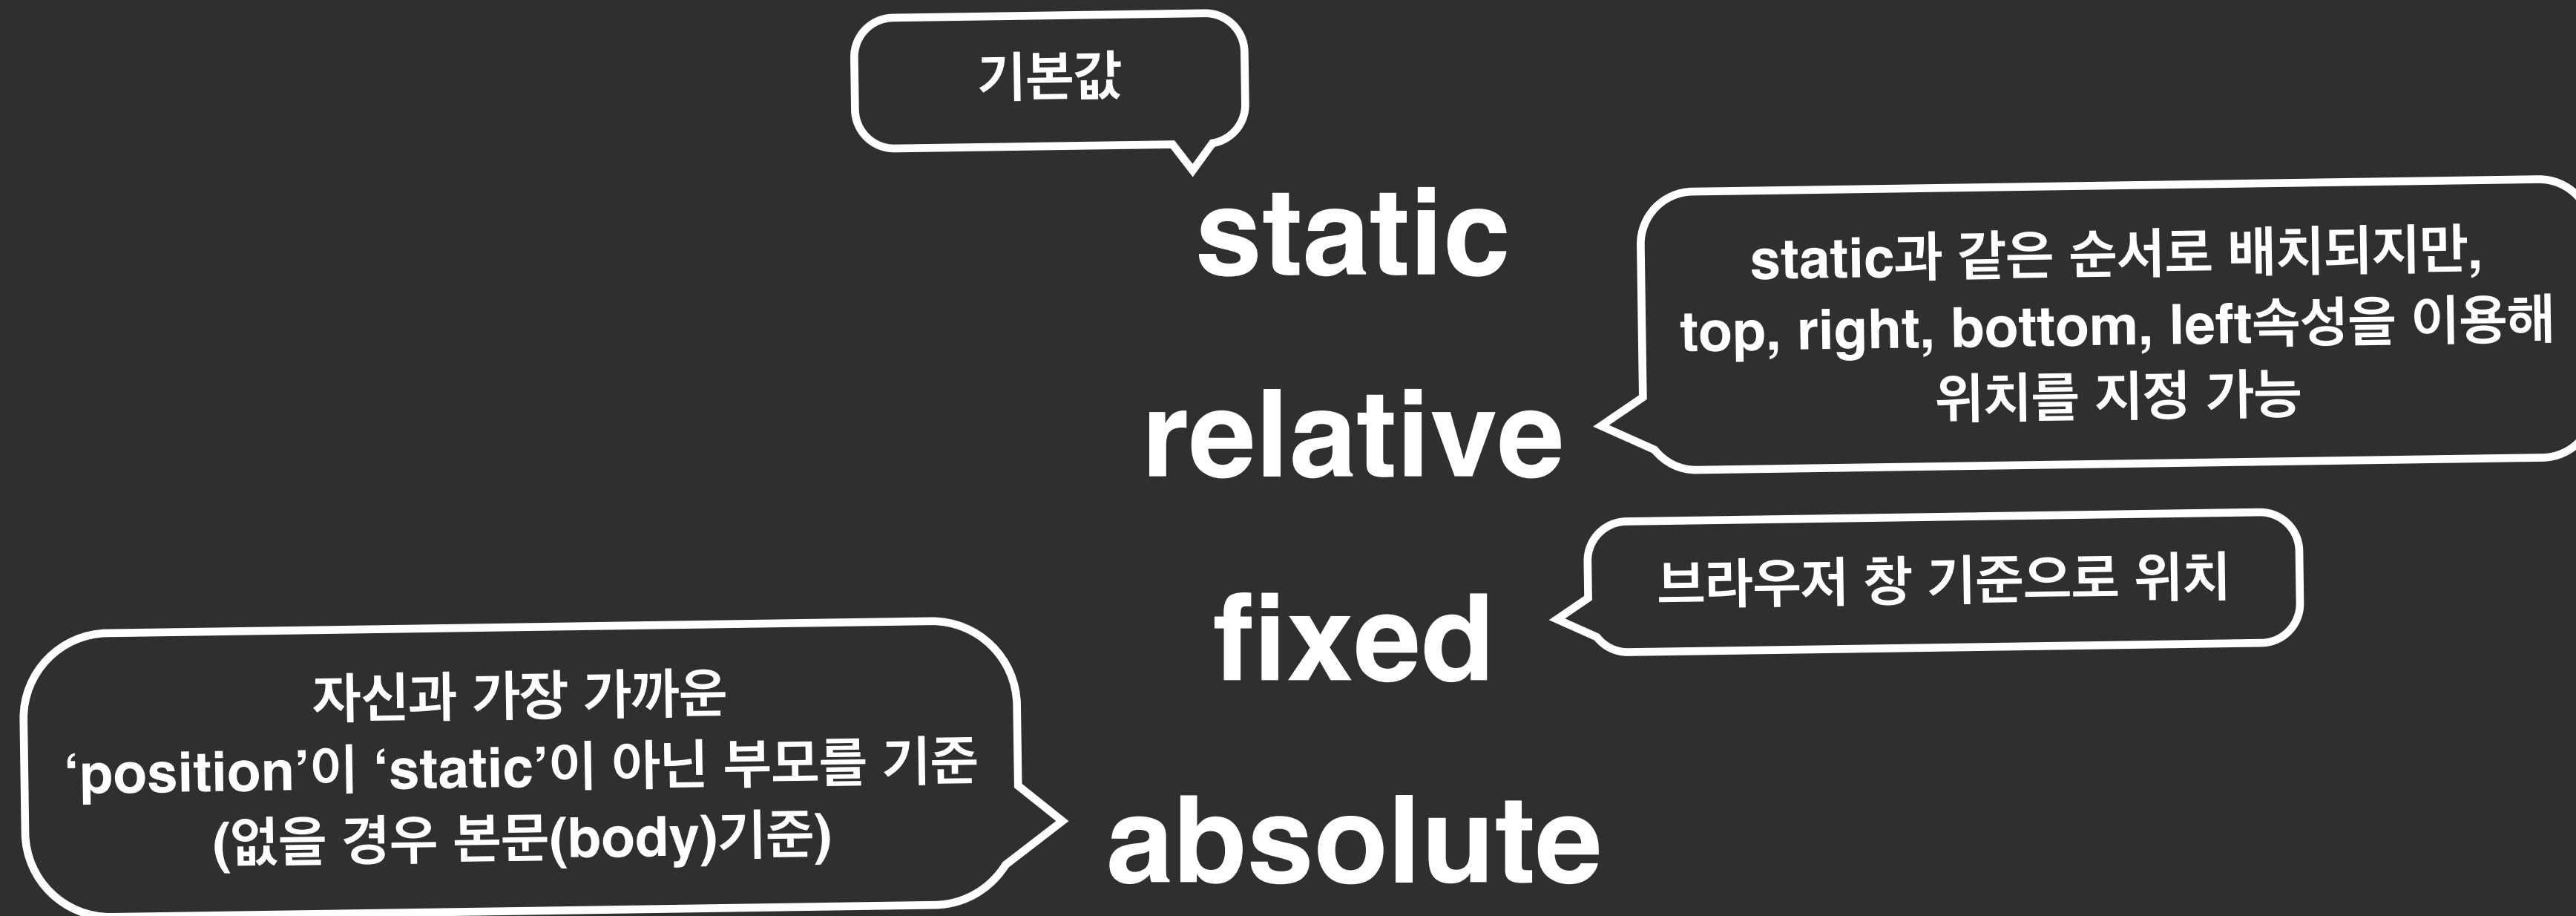 기본값
static
static과 같은 순서로 배치되지만,
top, right, bottom, left속성을 이용해
위치를 지정 가능
relative
브라우저 창 기준으로 위치
fixed
자신과 가장 가까운
‘position’이 ‘static’이 아닌 부모를 기준
(없을 경우 본문(body)기준)
absolute